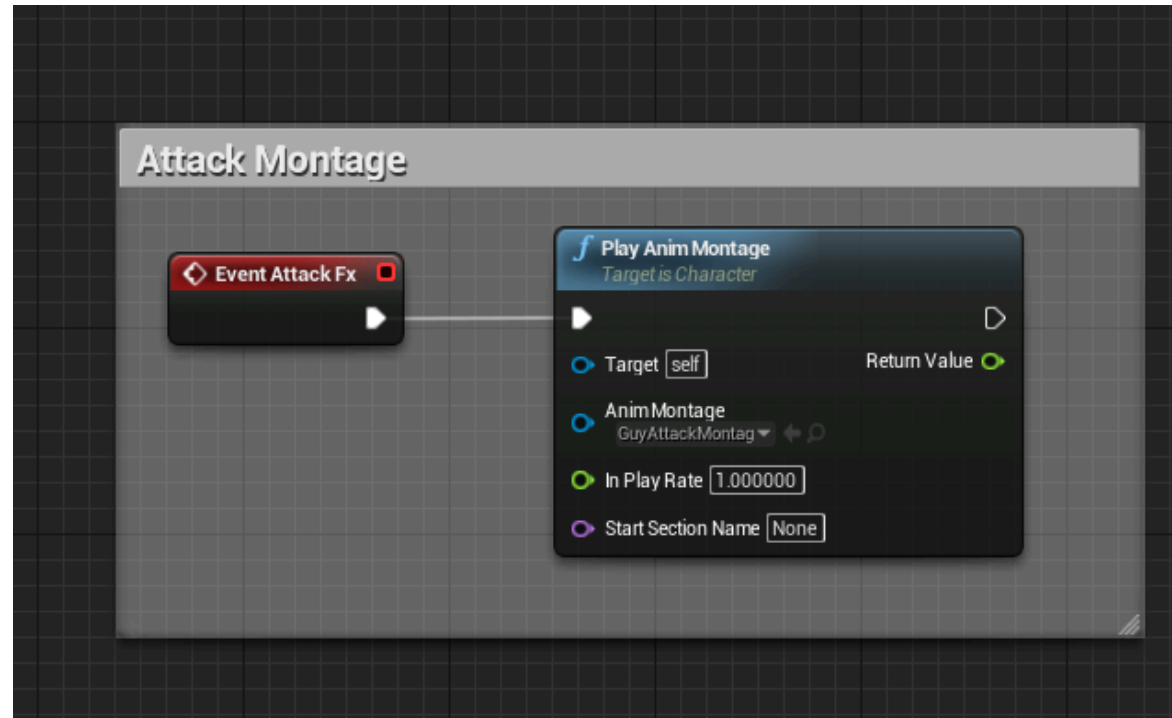 Attack Montage
Event Attack Fx
f Play Anim Montage
Target is Character
Target self
Return Value
Anim Montage
GuyAttackMontag
In Play Rate 1.000000
Start Section Name None